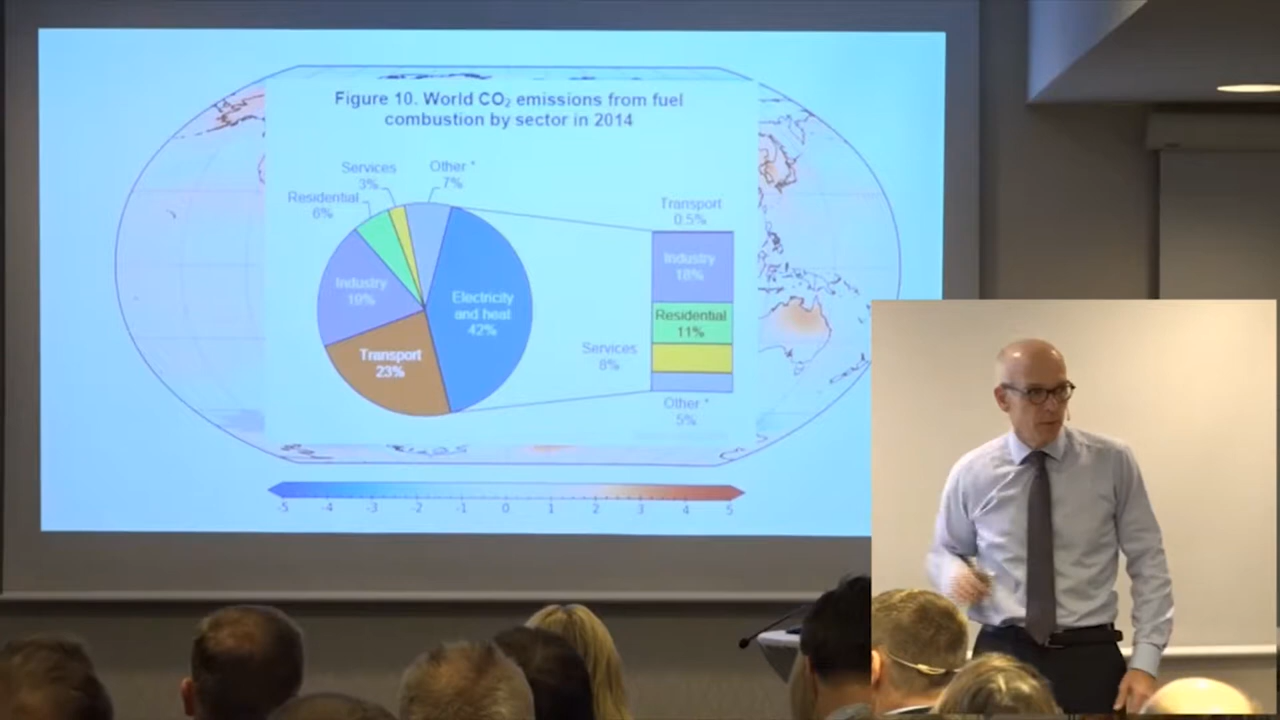 Figure 10. World CO₂ emissions from fuel
combustion by sector in 2014
Services
3%
Other *
7%
Residential
6%
Industry
19%
Electricity
and heat
42%
Transport
23%
Transport
0.5%
Industry
18%
Residential
11%
Services
8%
Other *
5%
-5 -4 -3 -2 -1 0 1 2 3 4 5